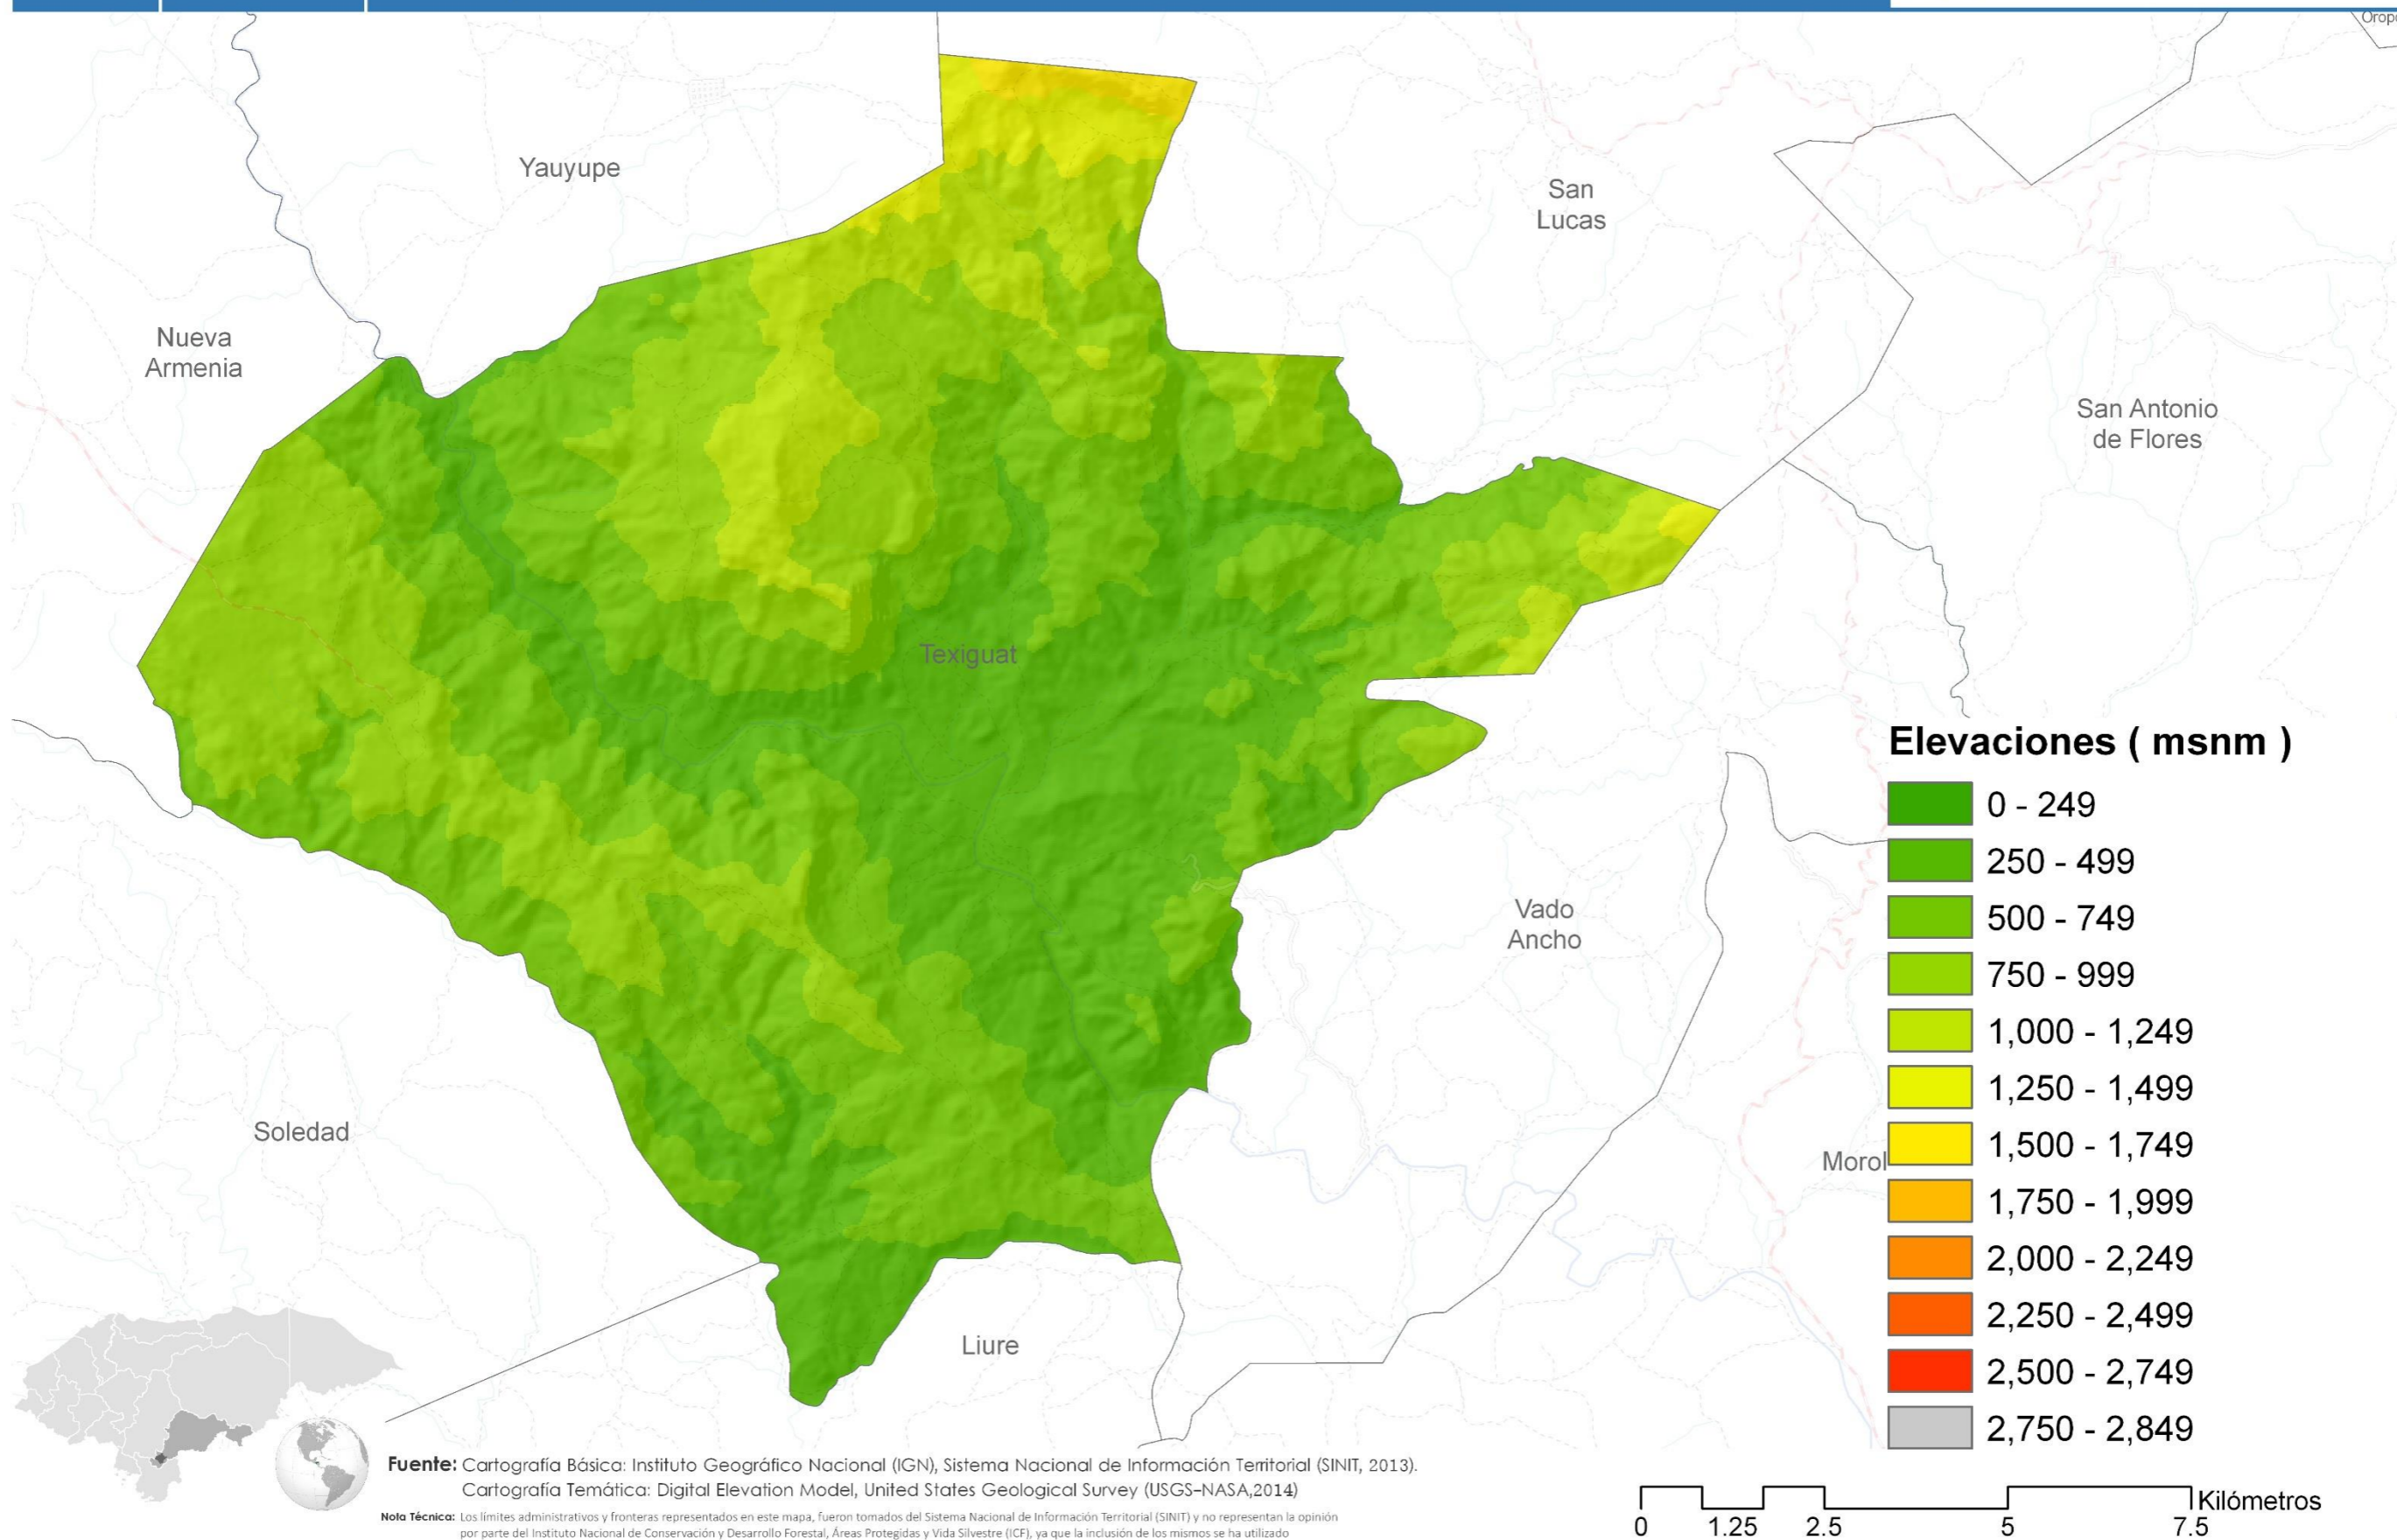 Yauyupe
San
Lucas
Nueva
Armenia
San Antonio
de Flores
Texiguat
Vado
Ancho
Soledad
Liure
Elevaciones ( msnm )
0 - 249
250 - 499
500 - 749
750 - 999
1,000 - 1,249
1,250 - 1,499
1,500 - 1,749
1,750 - 1,999
2,000 - 2,249
2,250 - 2,499
2,500 - 2,749
2,750 - 2,849
Morol
Fuente: Cartografía Básica: Instituto Geográfico Nacional (IGN), Sistema Nacional de Información Territorial (SINIT, 2013).
Cartografía Temática: Digital Elevation Model, United States Geological Survey (USGS-NASA,2014)
Nota Técnica: Los límites administrativos y fronteras representados en este mapa, fueron tomados del Sistema Nacional de Información Territorial (SINIT) y no representan la opinión
por parte del Instituto Nacional de Conservación y Desarrollo Forestal, Áreas Protegidas y Vida Silvestre (ICF), ya que la inclusión de los mismos se ha utilizado
Kilómetros
0 1.25 2.5 5 7.5